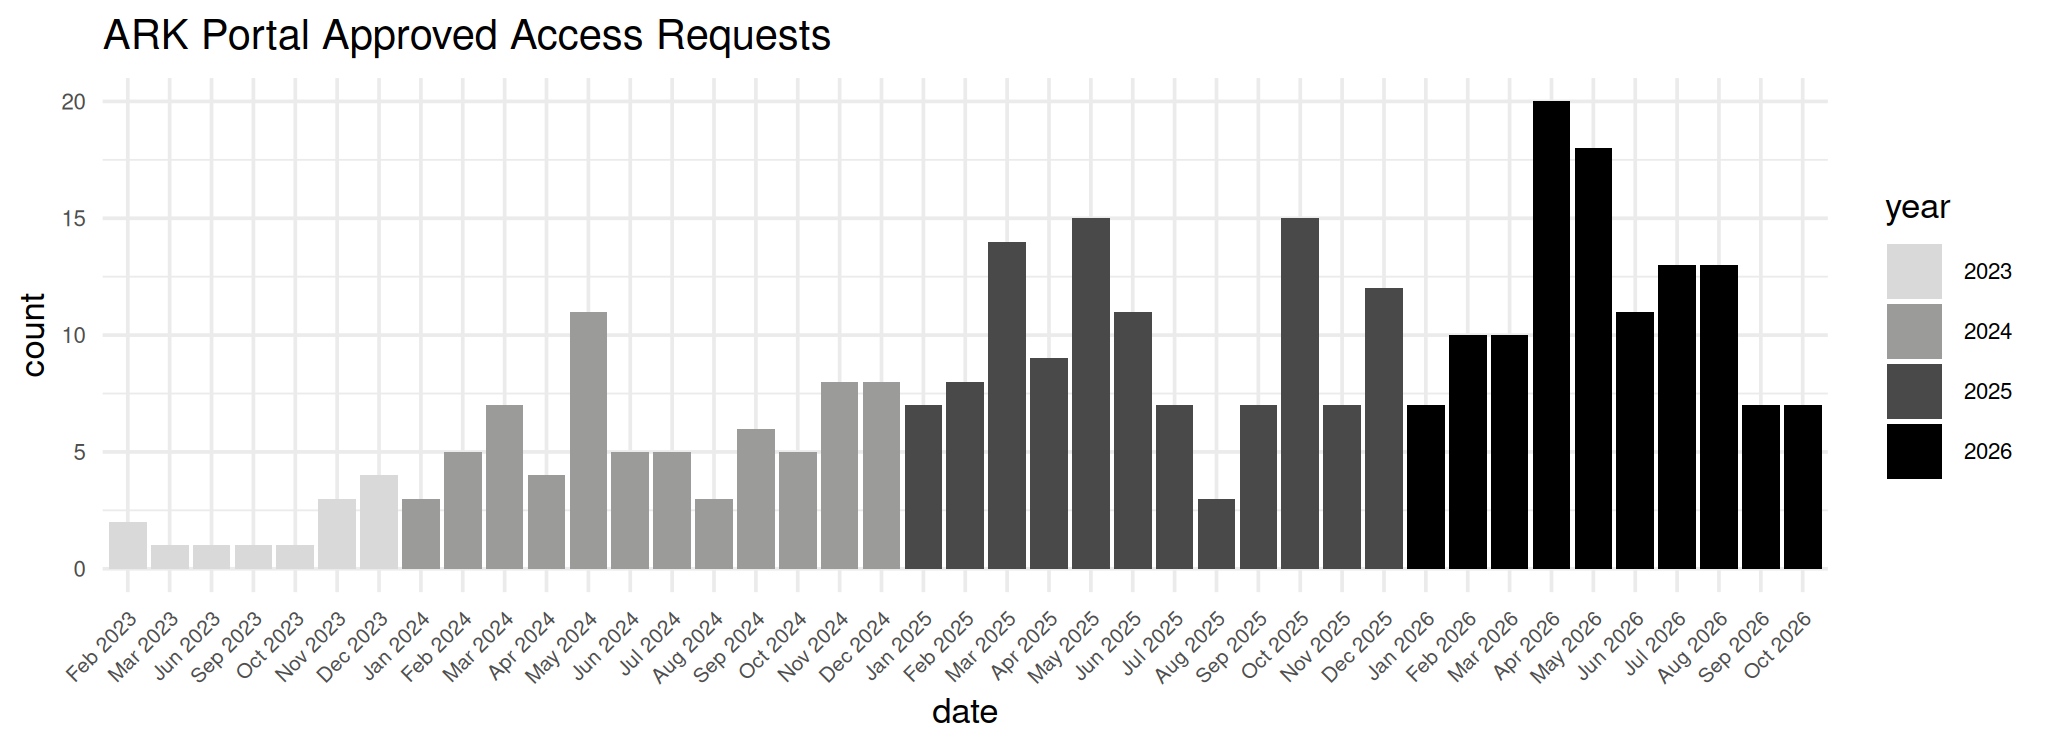 ARK Portal Approved Access Requests
20
15
10
5
0
count
Feb 2023
Mar 2023
Jun 2023
Sep 2023
Oct 2023
Nov 2023
Dec 2023
Jan 2024
Feb 2024
Mar 2024
Apr 2024
May 2024
Jun 2024
Jul 2024
Aug 2024
Sep 2024
Oct 2024
Nov 2024
Dec 2024
Jan 2025
Feb 2025
Mar 2025
Apr 2025
May 2025
Jun 2025
Jul 2025
Aug 2025
Sep 2025
Oct 2025
Nov 2025
Dec 2025
Jan 2026
Feb 2026
Mar 2026
Apr 2026
May 2026
Jun 2026
Jul 2026
Aug 2026
Sep 2026
Oct 2026
date
year
2023
2024
2025
2026